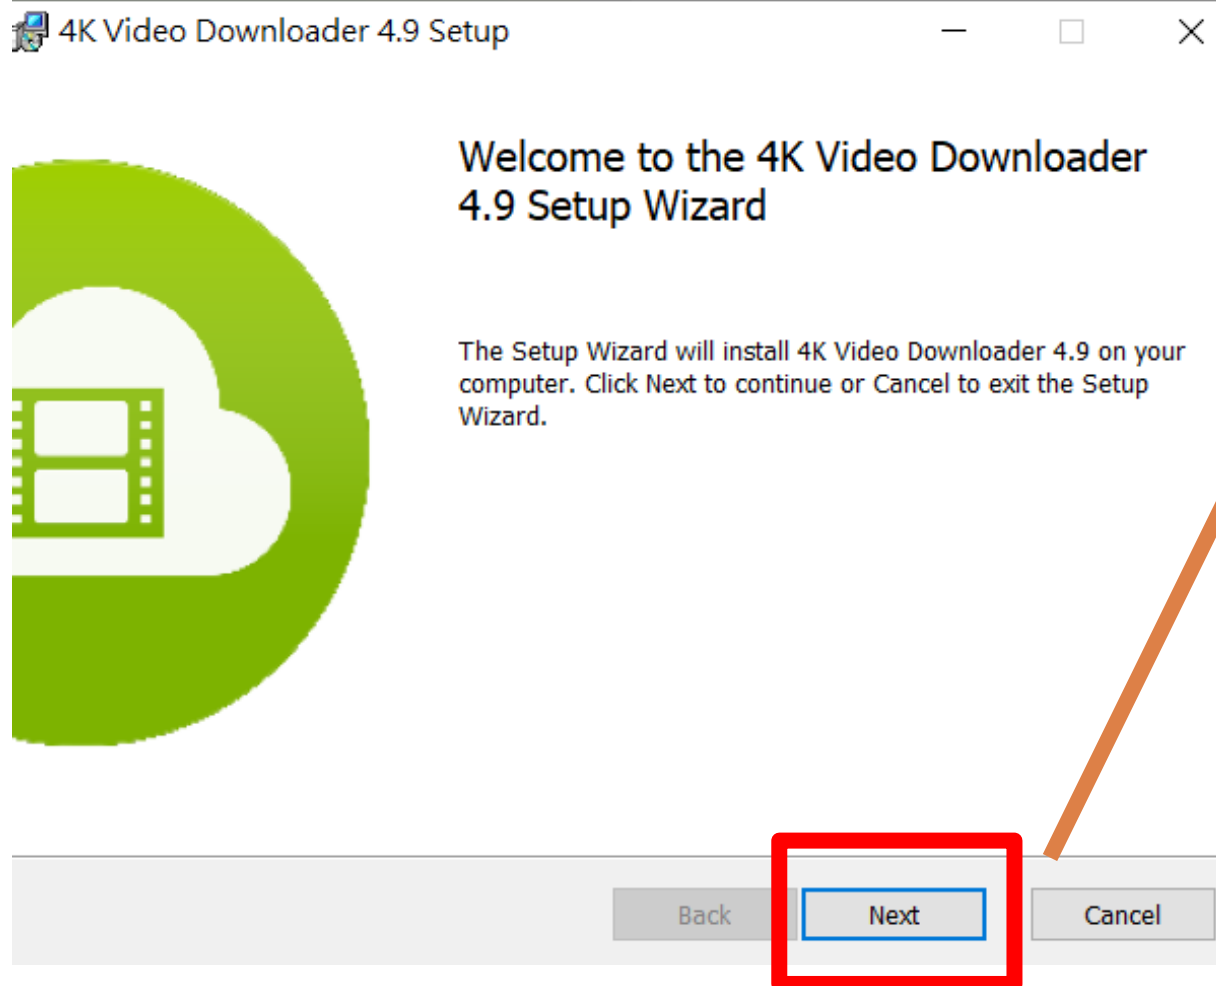 4K Video Downloader 4.9 Setup
Welcome to the 4K Video Downloader
4.9 Setup Wizard
The Setup Wizard will install 4K Video Downloader 4.9 on your
computer. Click Next to continue or Cancel to exit the Setup
Wizard.
Back Next Cancel